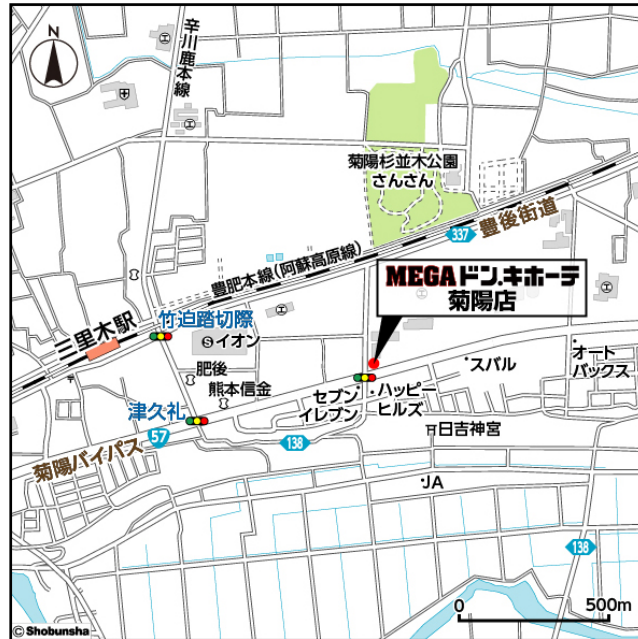 N
辛川鹿本線
菊陽杉並木公園
さんさん
豊後街道
337
豊肥本線(阿蘇高原線)
MEGAドン.キホーテ
菊陽店
三里木駅
竹迫踏切際
S イオン
肥後
熊本信金
津久礼
57
菊陽バイパス
138
セブン
イレブン
ハッピー
ヒルズ
スバル
オート
バックス
日吉神宮
JA
138
0 500m
© Shobunsha